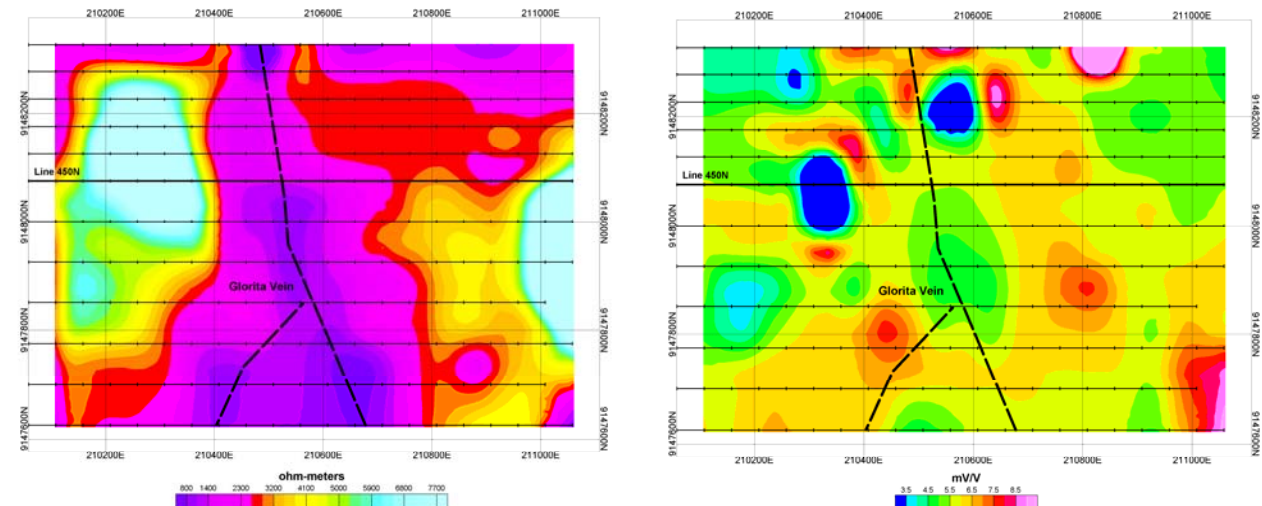 210200E 210400E 210600E 210800E 211000E
9148200N 9148200N
Line 450N
9148000N 9148000N
Glorita Vein
9147800N 9147800N
9147600N 9147600N
210200E 210400E 210600E 210800E 211000E
ohm-meters
800 1400 2300 3200 4100 5000 5900 6800 7700
210200E 210400E 210600E 210800E 211000E
9148200N 9148200N
Line 450N
9148000N 9148000N
Glorita Vein
9147800N 9147800N
9147600N 9147600N
210200E 210400E 210600E 210800E 211000E
mV/V
3.5 4.5 5.5 6.5 7.5 8.5